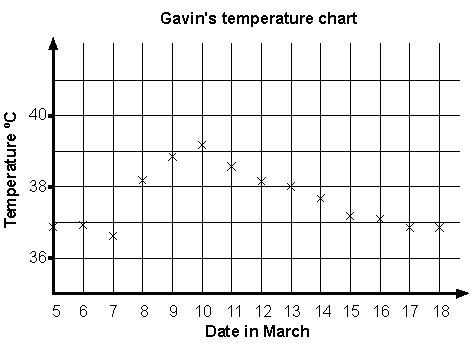 Gavin's temperature chart
Temperature ºC
40
38
36
5 6 7 8 9 10 11 12 13 14 15 16 17 18
Date in March